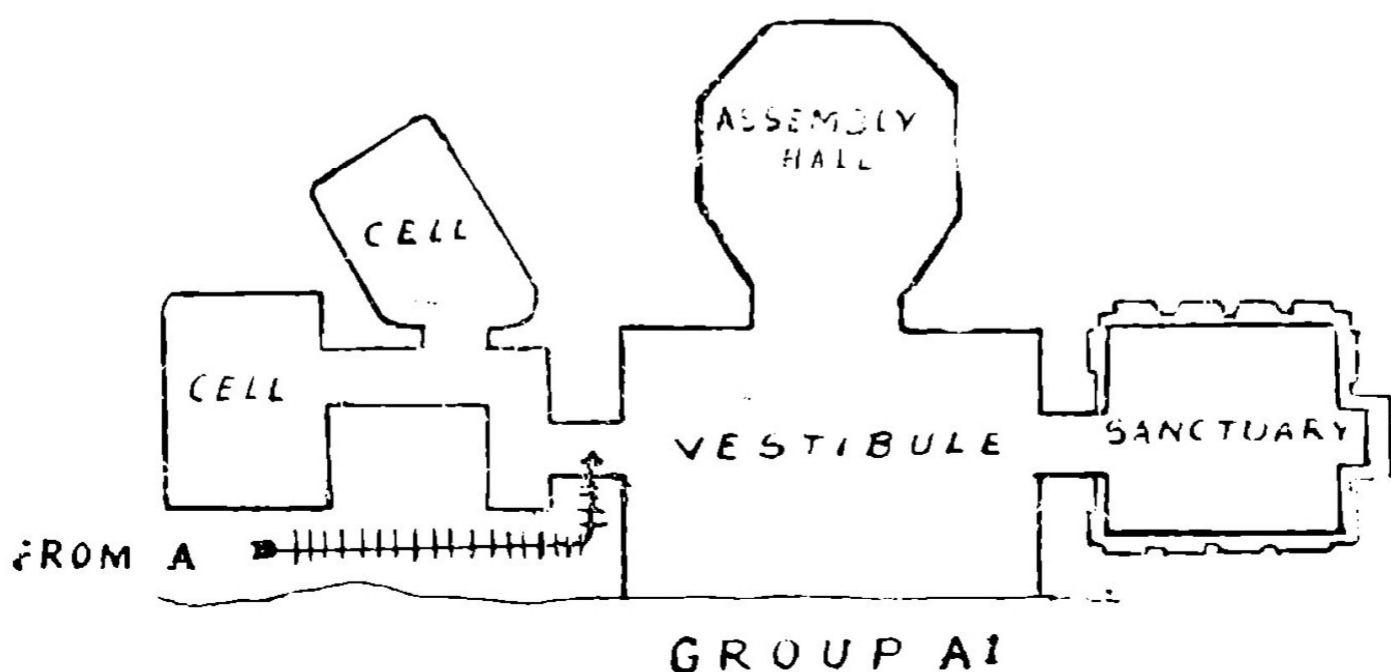 ASSEMBLY
HALL
CELL
CELL
VESTIBULE
SANCTUARY
FROM A
GROUP A1